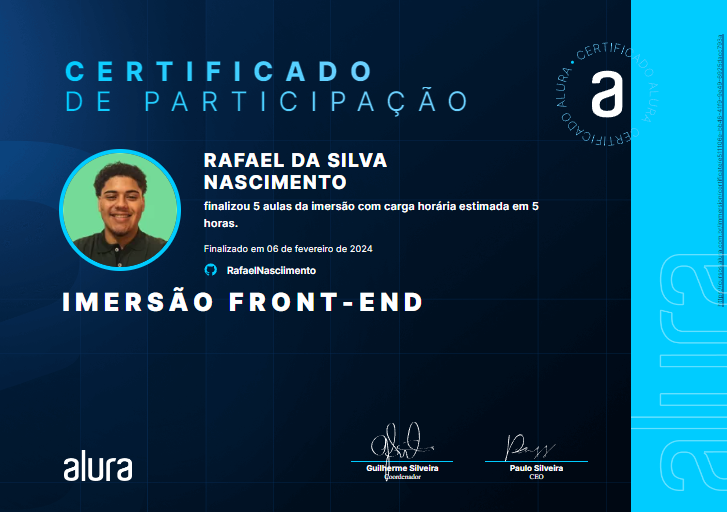 CERTIFICADO
DE PARTICIPAÇÃO
CERTIFICADO ALURA • CERTIFICADO ALURA
a
RAFAEL DA SILVA
NASCIMENTO
finalizou 5 aulas da imersão com carga horária estimada em 5
horas.
Finalizado em 06 de fevereiro de 2024
RafaelNasciimento
IMERSÃO FRONT-END
alura
Guilherme Silveira
Coordenador
Paulo Silveira
CEO
alura